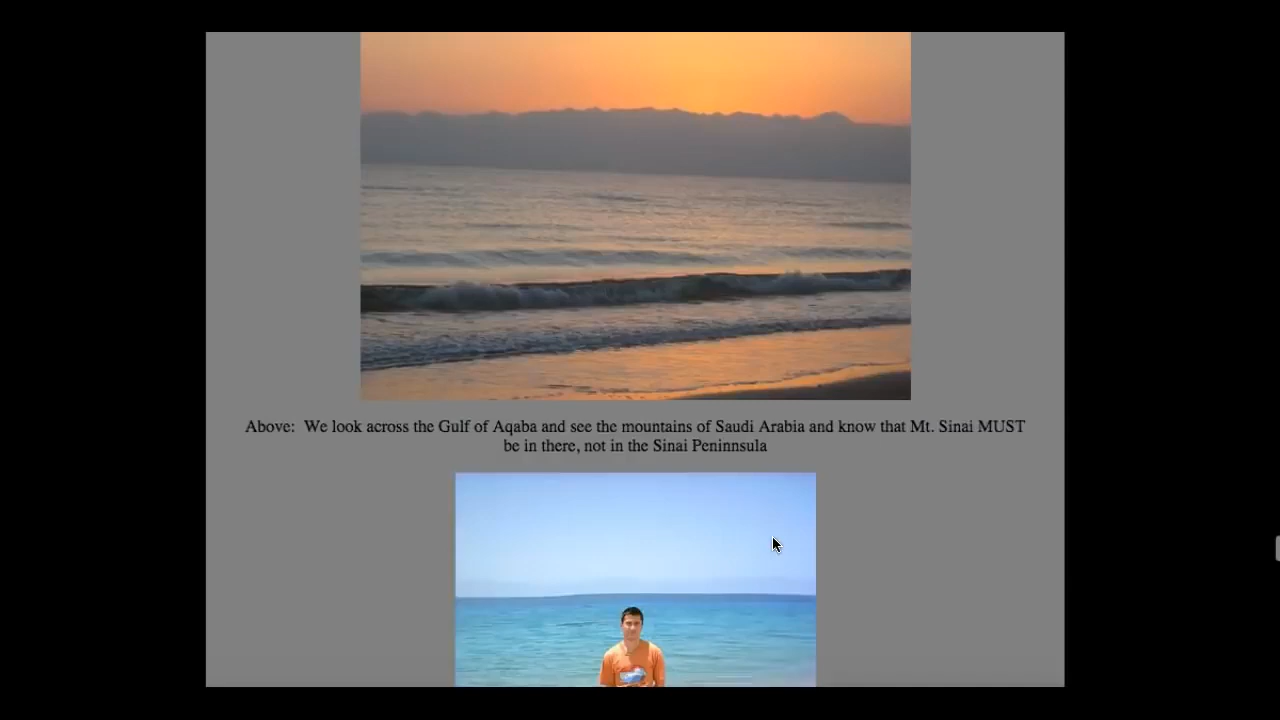 Above:  We look across the Gulf of Aqaba and see the mountains of Saudi Arabia and know that Mt. Sinai MUST
be in there, not in the Sinai Peninnsula